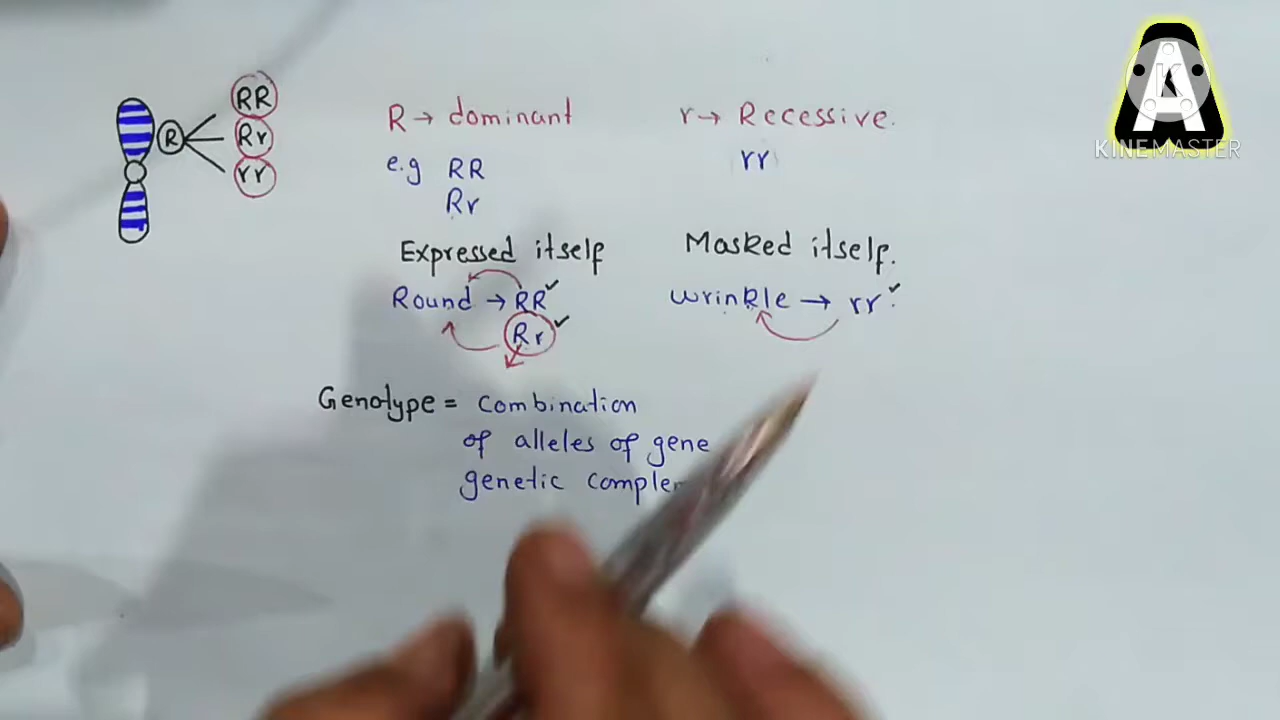 RR
R Rr
rr
R → dominant
e.g RR
Rr
Expressed itself
Round → RR
Rr
r → Recessive.
rr
Masked itself.
wrinkle → rr
Genotype = combination
of alleles of gene
genetic
A
K
KINEMASTER